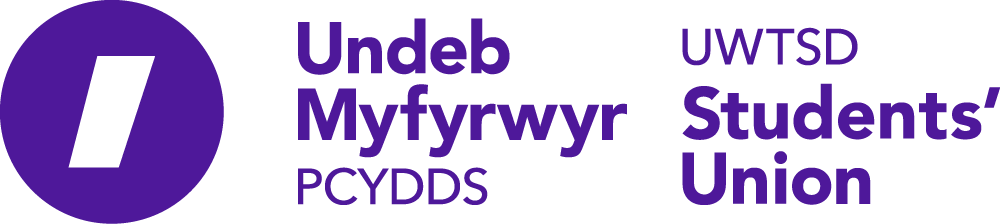 Undeb
Myfyrwyr
PCYDDS
UWTSD
Students’
Union